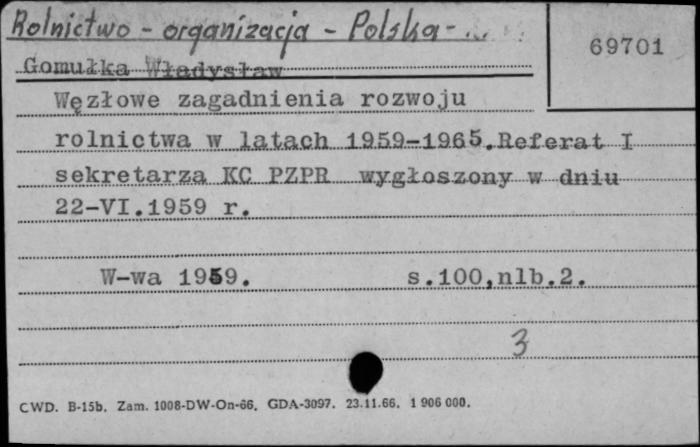 Rolnictwo - organizacja - Polska - ...
69701
Gomułka Władysław
Węzłowe zagadnienia rozwoju
rolnictwa w latach 1959-1965.Referat I
sekretarza KC PZPR wygłoszony w dniu
22-VI.1959 r.
W-wa 1959. s.100,nlb.2.
3
CWD. B-15b. Zam. 1008-DW-On-66. GDA-3097. 23.11.66. 1 906 000.